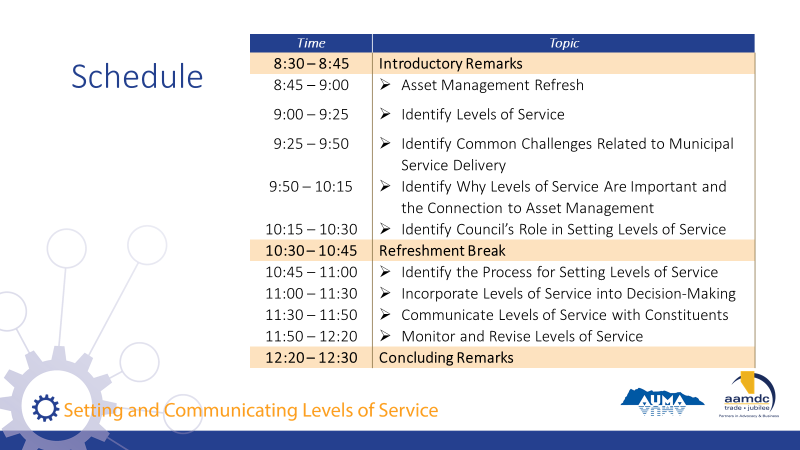 Schedule
Time Topic
8:30 – 8:45 Introductory Remarks
8:45 – 9:00 ➢ Asset Management Refresh
9:00 – 9:25 ➢ Identify Levels of Service
9:25 – 9:50 ➢ Identify Common Challenges Related to Municipal
Service Delivery
9:50 – 10:15 ➢ Identify Why Levels of Service Are Important and
the Connection to Asset Management
10:15 – 10:30 ➢ Identify Council’s Role in Setting Levels of Service
10:30 – 10:45 Refreshment Break
10:45 – 11:00 ➢ Identify the Process for Setting Levels of Service
11:00 – 11:30 ➢ Incorporate Levels of Service into Decision-Making
11:30 – 11:50 ➢ Communicate Levels of Service with Constituents
11:50 – 12:20 ➢ Monitor and Revise Levels of Service
12:20 – 12:30 Concluding Remarks
Setting and Communicating Levels of Service
AUMA
aamdc
trade • jubilee
Partners in Advocacy & Business